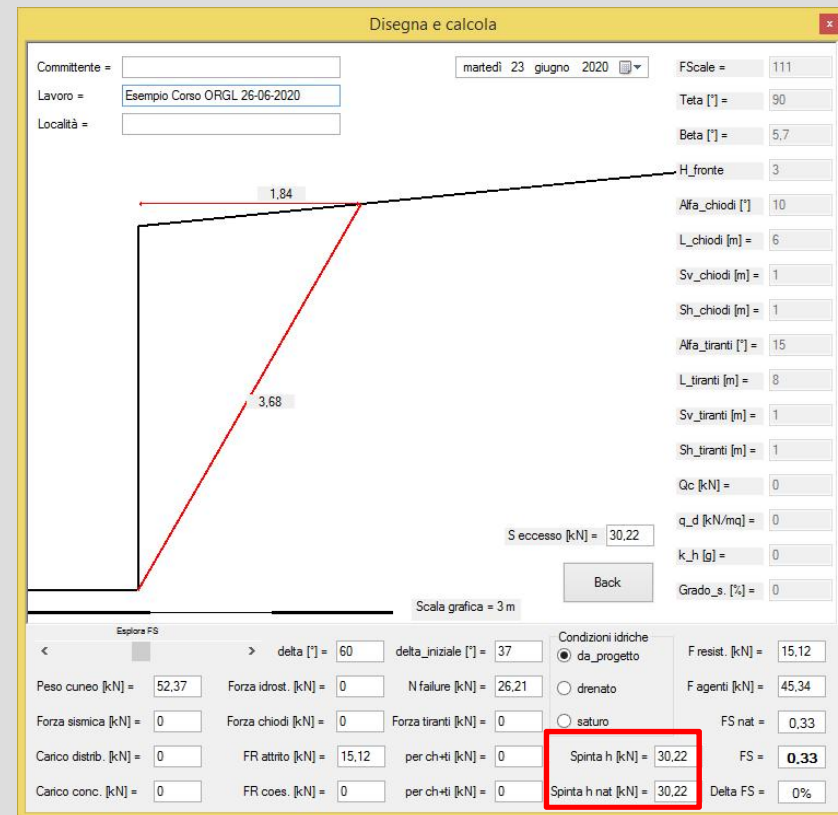 Disegna e calcola
x
Committente =
martedì 23 giugno 2020
FScale = 111
Lavoro = Esempio Corso ORGL 26-06-2020
Teta [°] = 90
Località =
Beta [°] = 5,7
H_fronte 3
1,84
Alfa_chiodi [°] 10
L_chiodi [m] = 6
Sv_chiodi [m] = 1
Sh_chiodi [m] = 1
Alfa_tiranti [°] = 15
L_tiranti [m] = 8
3,68
Sv_tiranti [m] = 1
Sh_tiranti [m] = 1
Qc [kN] = 0
q_d [kN/mq] = 0
S eccesso [kN] = 30,22
k_h [g] = 0
Back
Grado_s. [%] = 0
Scala grafica = 3 m
Esplora FS
< > delta [°] = 60 delta_iniziale [°] = 37
Condizioni idriche
da_progetto
F resist. [kN] = 15,12
Peso cuneo [kN] = 52,37 Forza idrost. [kN] = 0 N failure [kN] = 26,21 drenato F agenti [kN] = 45,34
Forza sismica [kN] = 0 Forza chiodi [kN] = 0 Forza tiranti [kN] = 0 saturo FS nat = 0,33
Carico distrib. [kN] = 0 FR attrito [kN] = 15,12 per ch+ti [kN] = 0 Spinta h [kN] = 30,22 FS = 0,33
Carico conc. [kN] = 0 FR coes. [kN] = 0 per ch+ti [kN] = 0 Spinta h nat [kN] = 30,22 Delta FS = 0%